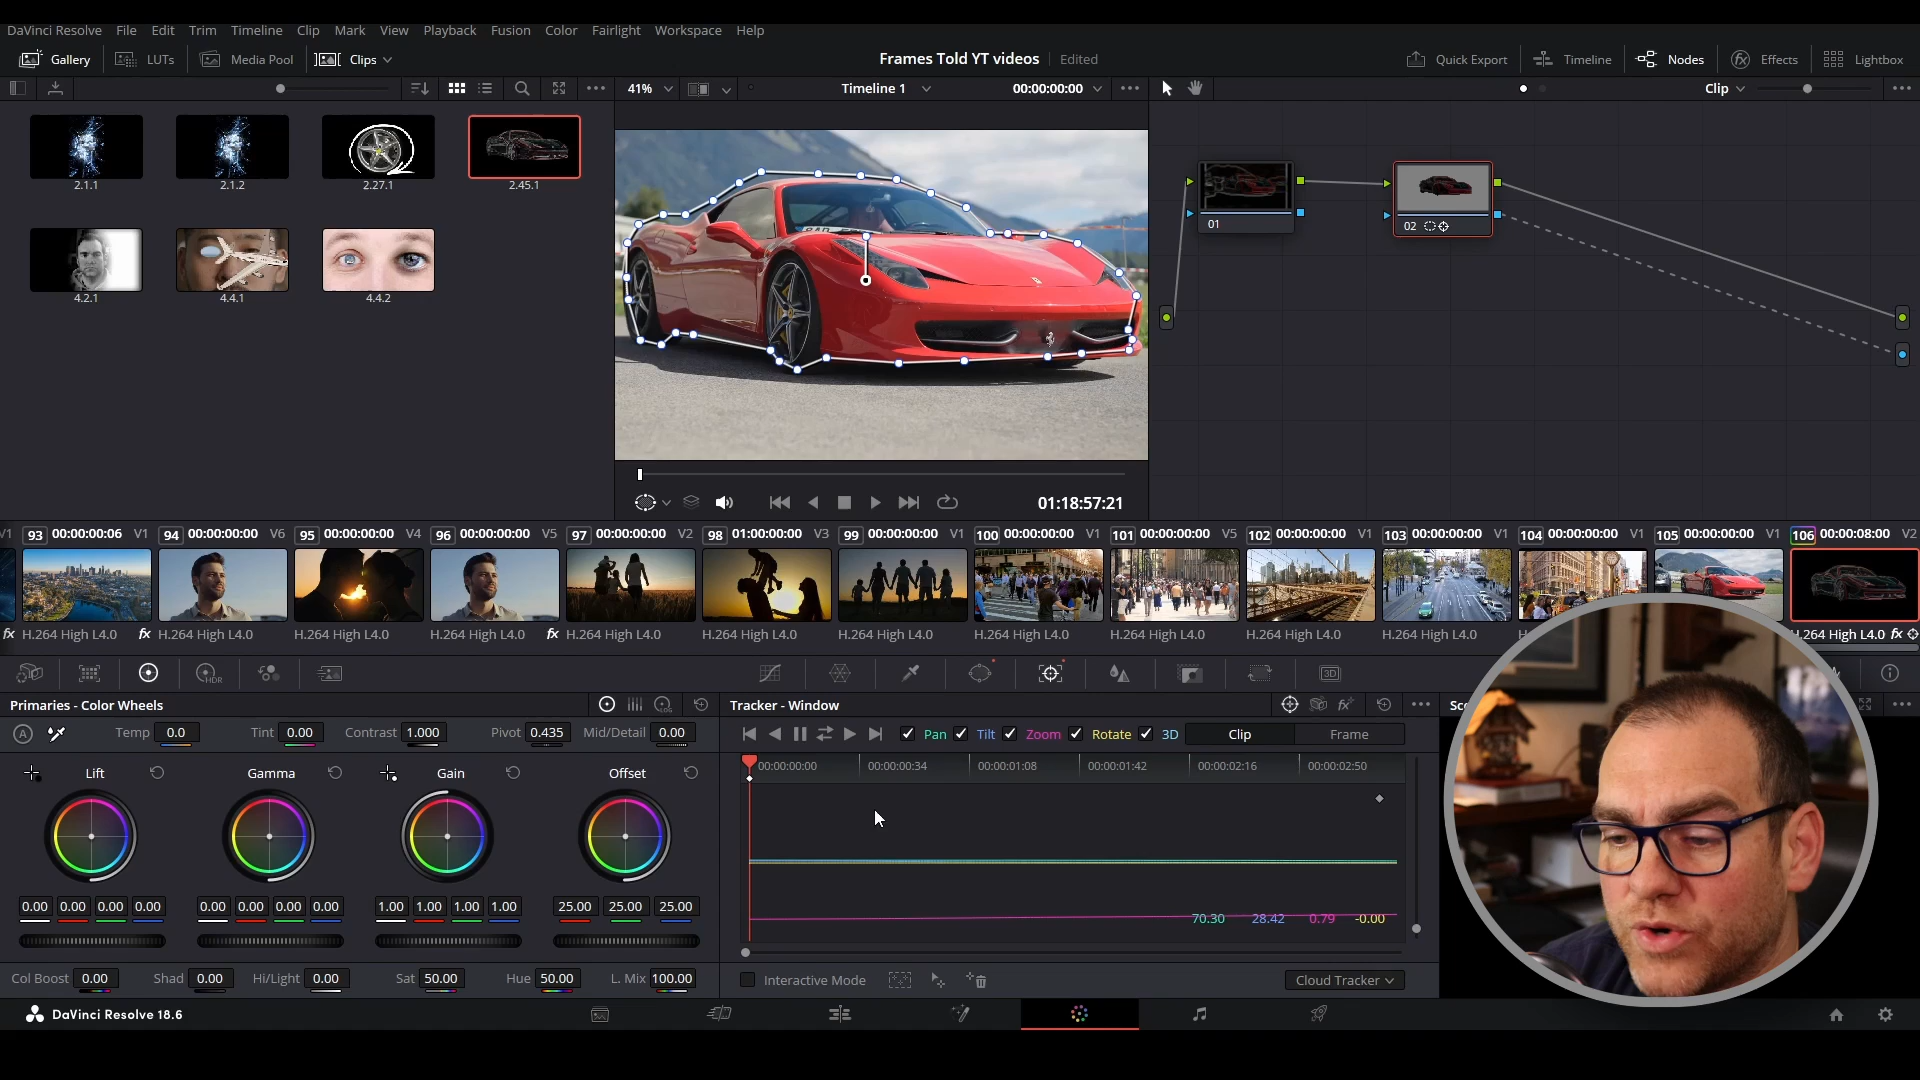 DaVinci Resolve File Edit Trim Timeline Clip Mark View Playback Fusion Color Fairlight Workspace Help
Gallery LUTs Media Pool Clips Frames Told YT videos Edited Quick Export Timeline Nodes Effects Lightbox
41% Timeline 1 00:00:00:00 Clip
2.1.1 2.1.2 2.27.1 2.45.1
4.2.1 4.4.1 4.4.2
01 02
01:18:57:21
V1 93 00:00:00:06 V1 94 00:00:00:00 V6 95 00:00:00:00 V4 96 00:00:00:00 V5 97 00:00:00:00 V2 98 01:00:00:00 V3 99 00:00:00:00 V1 100 00:00:00:00 V1 101 00:00:00:00 V5 102 00:00:00:00 V1 103 00:00:00:00 V1 104 00:00:00:00 V1 105 00:00:00:00 V1 106 00:00:08:00 V2
fx H.264 High L4.0 fx H.264 High L4.0 H.264 High L4.0 H.264 High L4.0 fx H.264 High L4.0 H.264 High L4.0 H.264 High L4.0 H.264 High L4.0 H.264 High L4.0 H.264 High L4.0 H.264 High L4.0 H.264 High L4.0 fx
HDR 3D
Primaries - Color Wheels LOG Tracker - Window fx
A Temp 0.0 Tint 0.00 Contrast 1.000 Pivot 0.435 Mid/Detail 0.00 Pan Tilt Zoom Rotate 3D Clip Frame
Lift Gamma Gain Offset 00:00:00:00 00:00:00:34 00:00:01:08 00:00:01:42 00:00:02:16 00:00:02:50
0.00 0.00 0.00 0.00 0.00 0.00 0.00 0.00 1.00 1.00 1.00 1.00 25.00 25.00 25.00 70.30 28.42 0.79 -0.00
Col Boost 0.00 Shad 0.00 Hi/Light 0.00 Sat 50.00 Hue 50.00 L. Mix 100.00 Interactive Mode Cloud Tracker
DaVinci Resolve 18.6